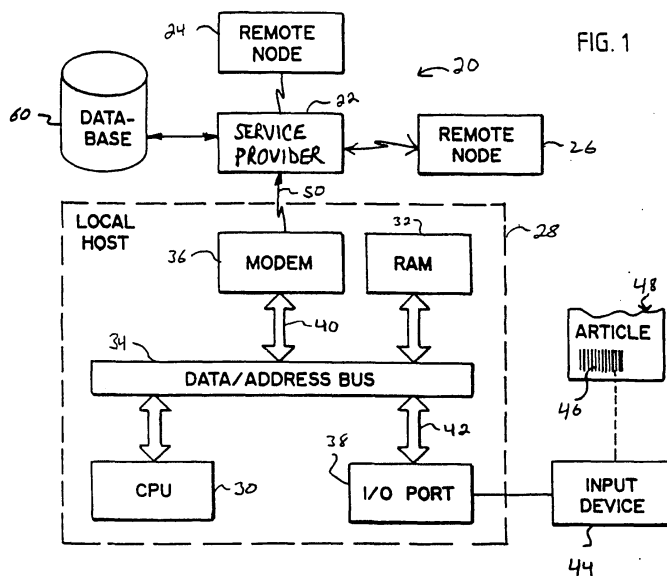 24
REMOTE
NODE
FIG. 1
20
22
60
DATA-
BASE
SERVICE
PROVIDER
REMOTE
NODE
26
50
LOCAL
HOST
28
36
MODEM
32
RAM
48
ARTICLE
46
40
34
DATA/ADDRESS BUS
42
38
CPU
30
I/O PORT
INPUT
DEVICE
44